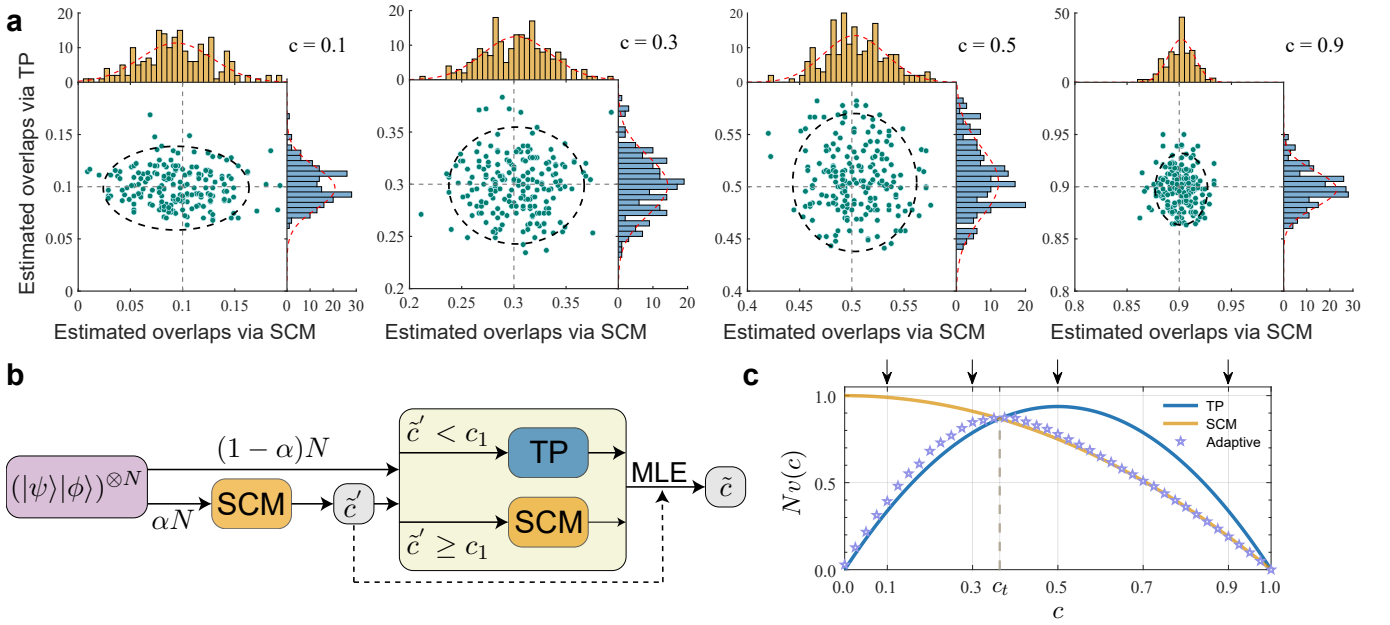 a
Estimated overlaps via TP
20
10
0
c = 0.1
0.15
0.1
0.05
0
0 0.05 0.1 0.15 0 10 20 30
Estimated overlaps via SCM
20
10
0
c = 0.3
0.35
0.3
0.25
0.2
0.2 0.25 0.3 0.35 0 10 20
Estimated overlaps via SCM
20
10
0
c = 0.5
0.55
0.5
0.45
0.4
0.4 0.45 0.5 0.55 0 10 20
Estimated overlaps via SCM
50
0
c = 0.9
0.95
0.9
0.85
0.8
0.8 0.85 0.9 0.95 0 10 20 30
Estimated overlaps via SCM
b
(|ψ⟩|ϕ⟩)^{⊗N}
(1 − α)N
αN
SCM
c̃′
c̃′ < c₁
TP
c̃′ ≥ c₁
SCM
MLE
c̃
c
Nv(c)
1.0
0.5
0.0
TP
SCM
Adaptive
0.0 0.1 0.3 cₜ 0.5 0.7 0.9 1.0
c